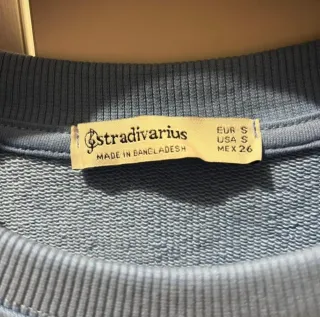 stradivarius
MADE IN BANGLADESH
EUR S
USA S
MEX 26